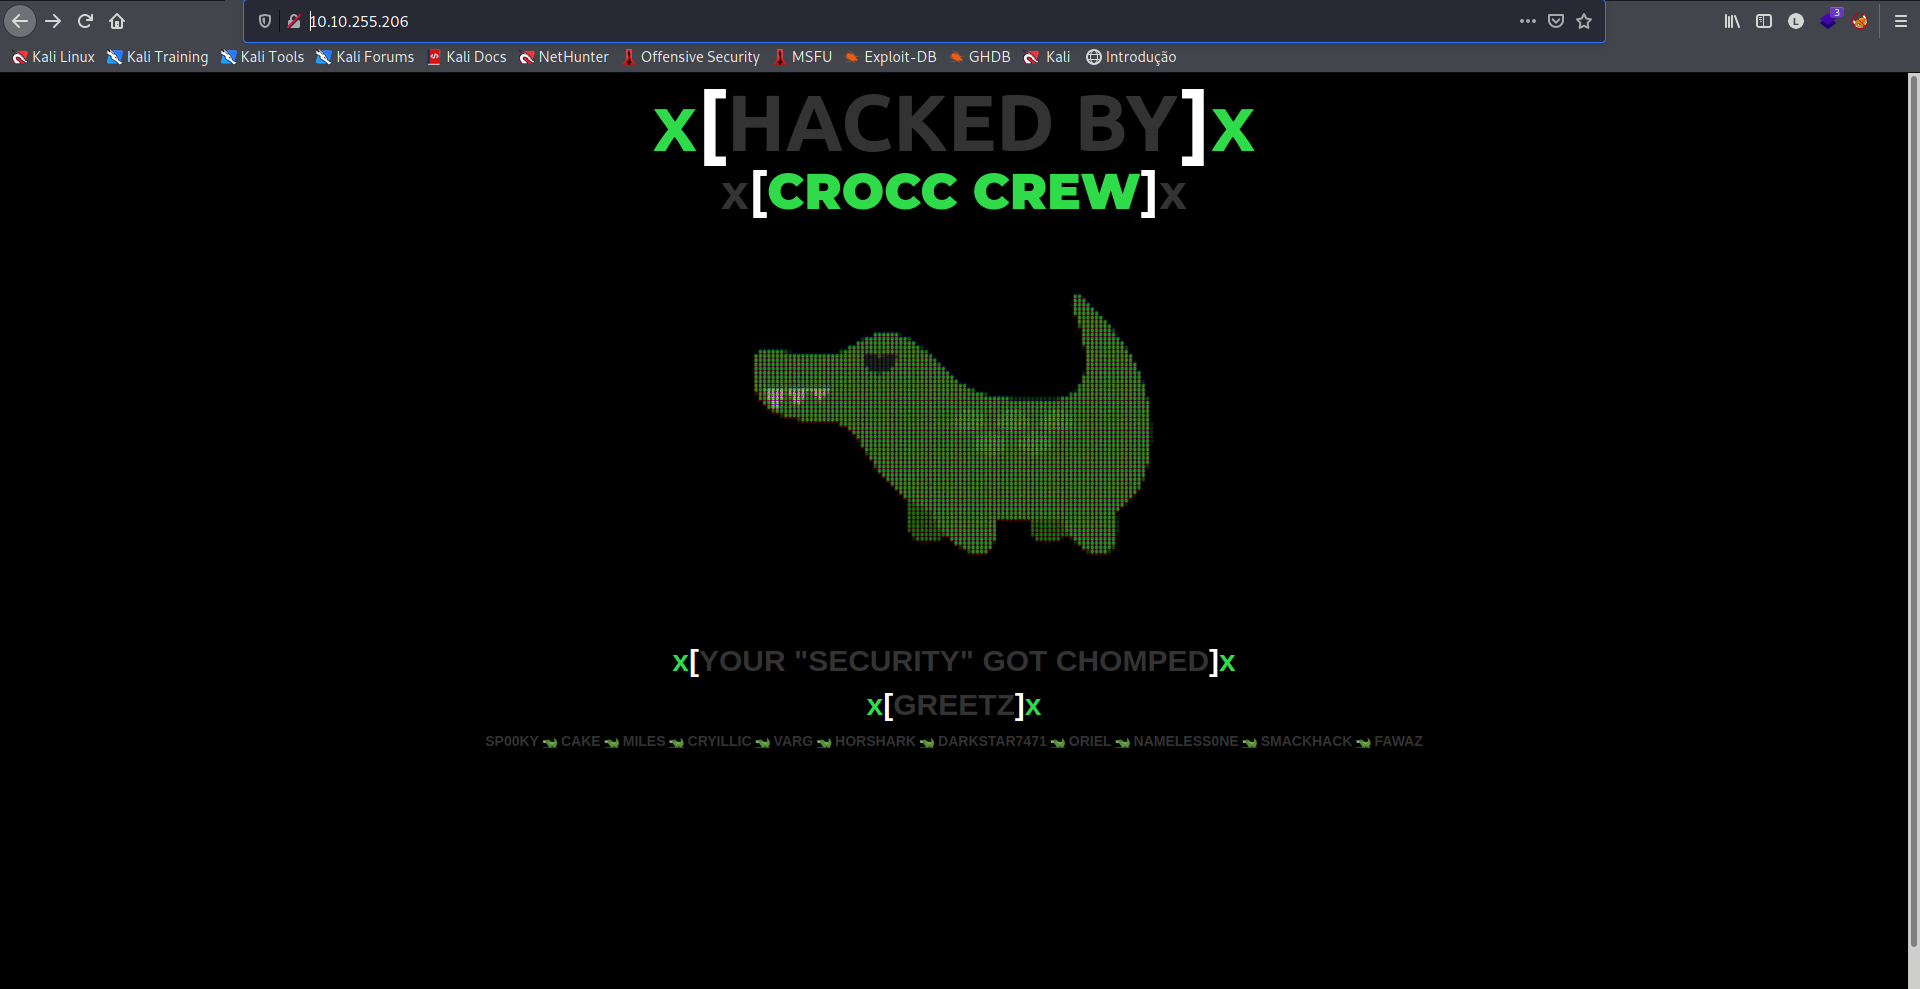 10.10.255.206
L
3
Kali Linux Kali Training Kali Tools Kali Forums Kali Docs NetHunter Offensive Security MSFU Exploit-DB GHDB Kali Introdução
x[HACKED BY]x
x[CROCC CREW]x
x[YOUR "SECURITY" GOT CHOMPED]x
x[GREETZ]x
SP00KY CAKE MILES CRYILLIC VARG HORSHARK DARKSTAR7471 ORIEL NAMELESS0NE SMACKHACK FAWAZ